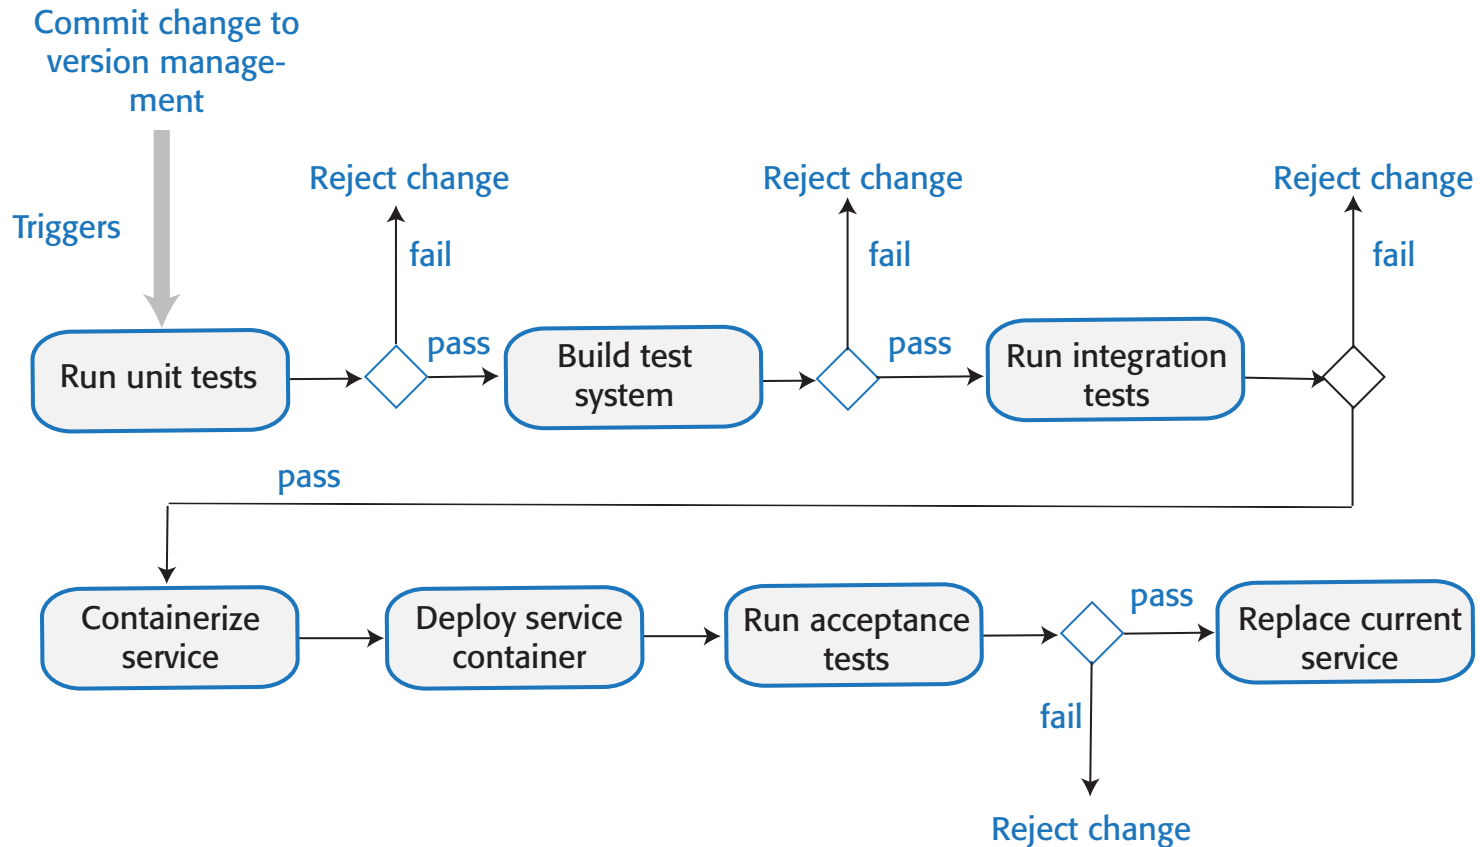 Commit change to
version manage-
ment
Triggers
Reject change
fail
Reject change
fail
Reject change
fail
Run unit tests
pass
Build test
system
pass
Run integration
tests
pass
Containerize
service
Deploy service
container
Run acceptance
tests
pass
Replace current
service
fail
Reject change